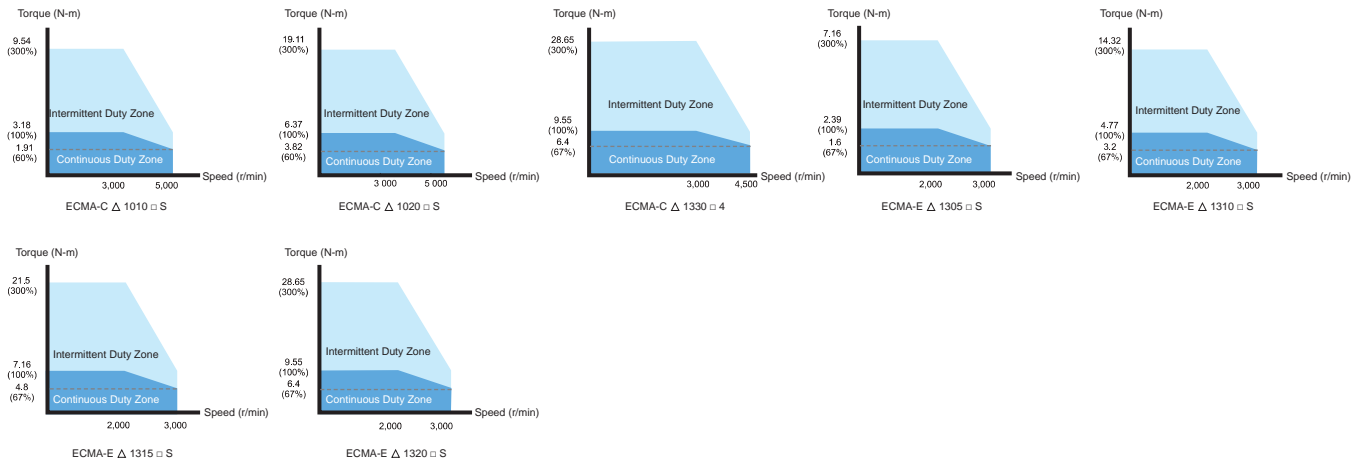 Torque (N-m)
9.54
(300%)
Intermittent Duty Zone
3.18
(100%)
1.91
(60%)
Continuous Duty Zone
3,000
5,000
Speed (r/min)
ECMA-C △ 1010 □ S
Torque (N-m)
19.11
(300%)
Intermittent Duty Zone
6.37
(100%)
3.82
(60%)
Continuous Duty Zone
3 000
5 000
Speed (r/min)
ECMA-C △ 1020 □ S
Torque (N-m)
28.65
(300%)
Intermittent Duty Zone
9.55
(100%)
6.4
(67%)
Continuous Duty Zone
3,000
4,500
Speed (r/min)
ECMA-C △ 1330 □ 4
Torque (N-m)
7.16
(300%)
Intermittent Duty Zone
2.39
(100%)
1.6
(67%)
Continuous Duty Zone
2,000
3,000
Speed (r/min)
ECMA-E △ 1305 □ S
Torque (N-m)
14.32
(300%)
Intermittent Duty Zone
4.77
(100%)
3.2
(67%)
Continuous Duty Zone
2,000
3,000
Speed (r/min)
ECMA-E △ 1310 □ S
Torque (N-m)
21.5
(300%)
Intermittent Duty Zone
7.16
(100%)
4.8
(67%)
Continuous Duty Zone
2,000
3,000
Speed (r/min)
ECMA-E △ 1315 □ S
Torque (N-m)
28.65
(300%)
Intermittent Duty Zone
9.55
(100%)
6.4
(67%)
Continuous Duty Zone
2,000
3,000
Speed (r/min)
ECMA-E △ 1320 □ S